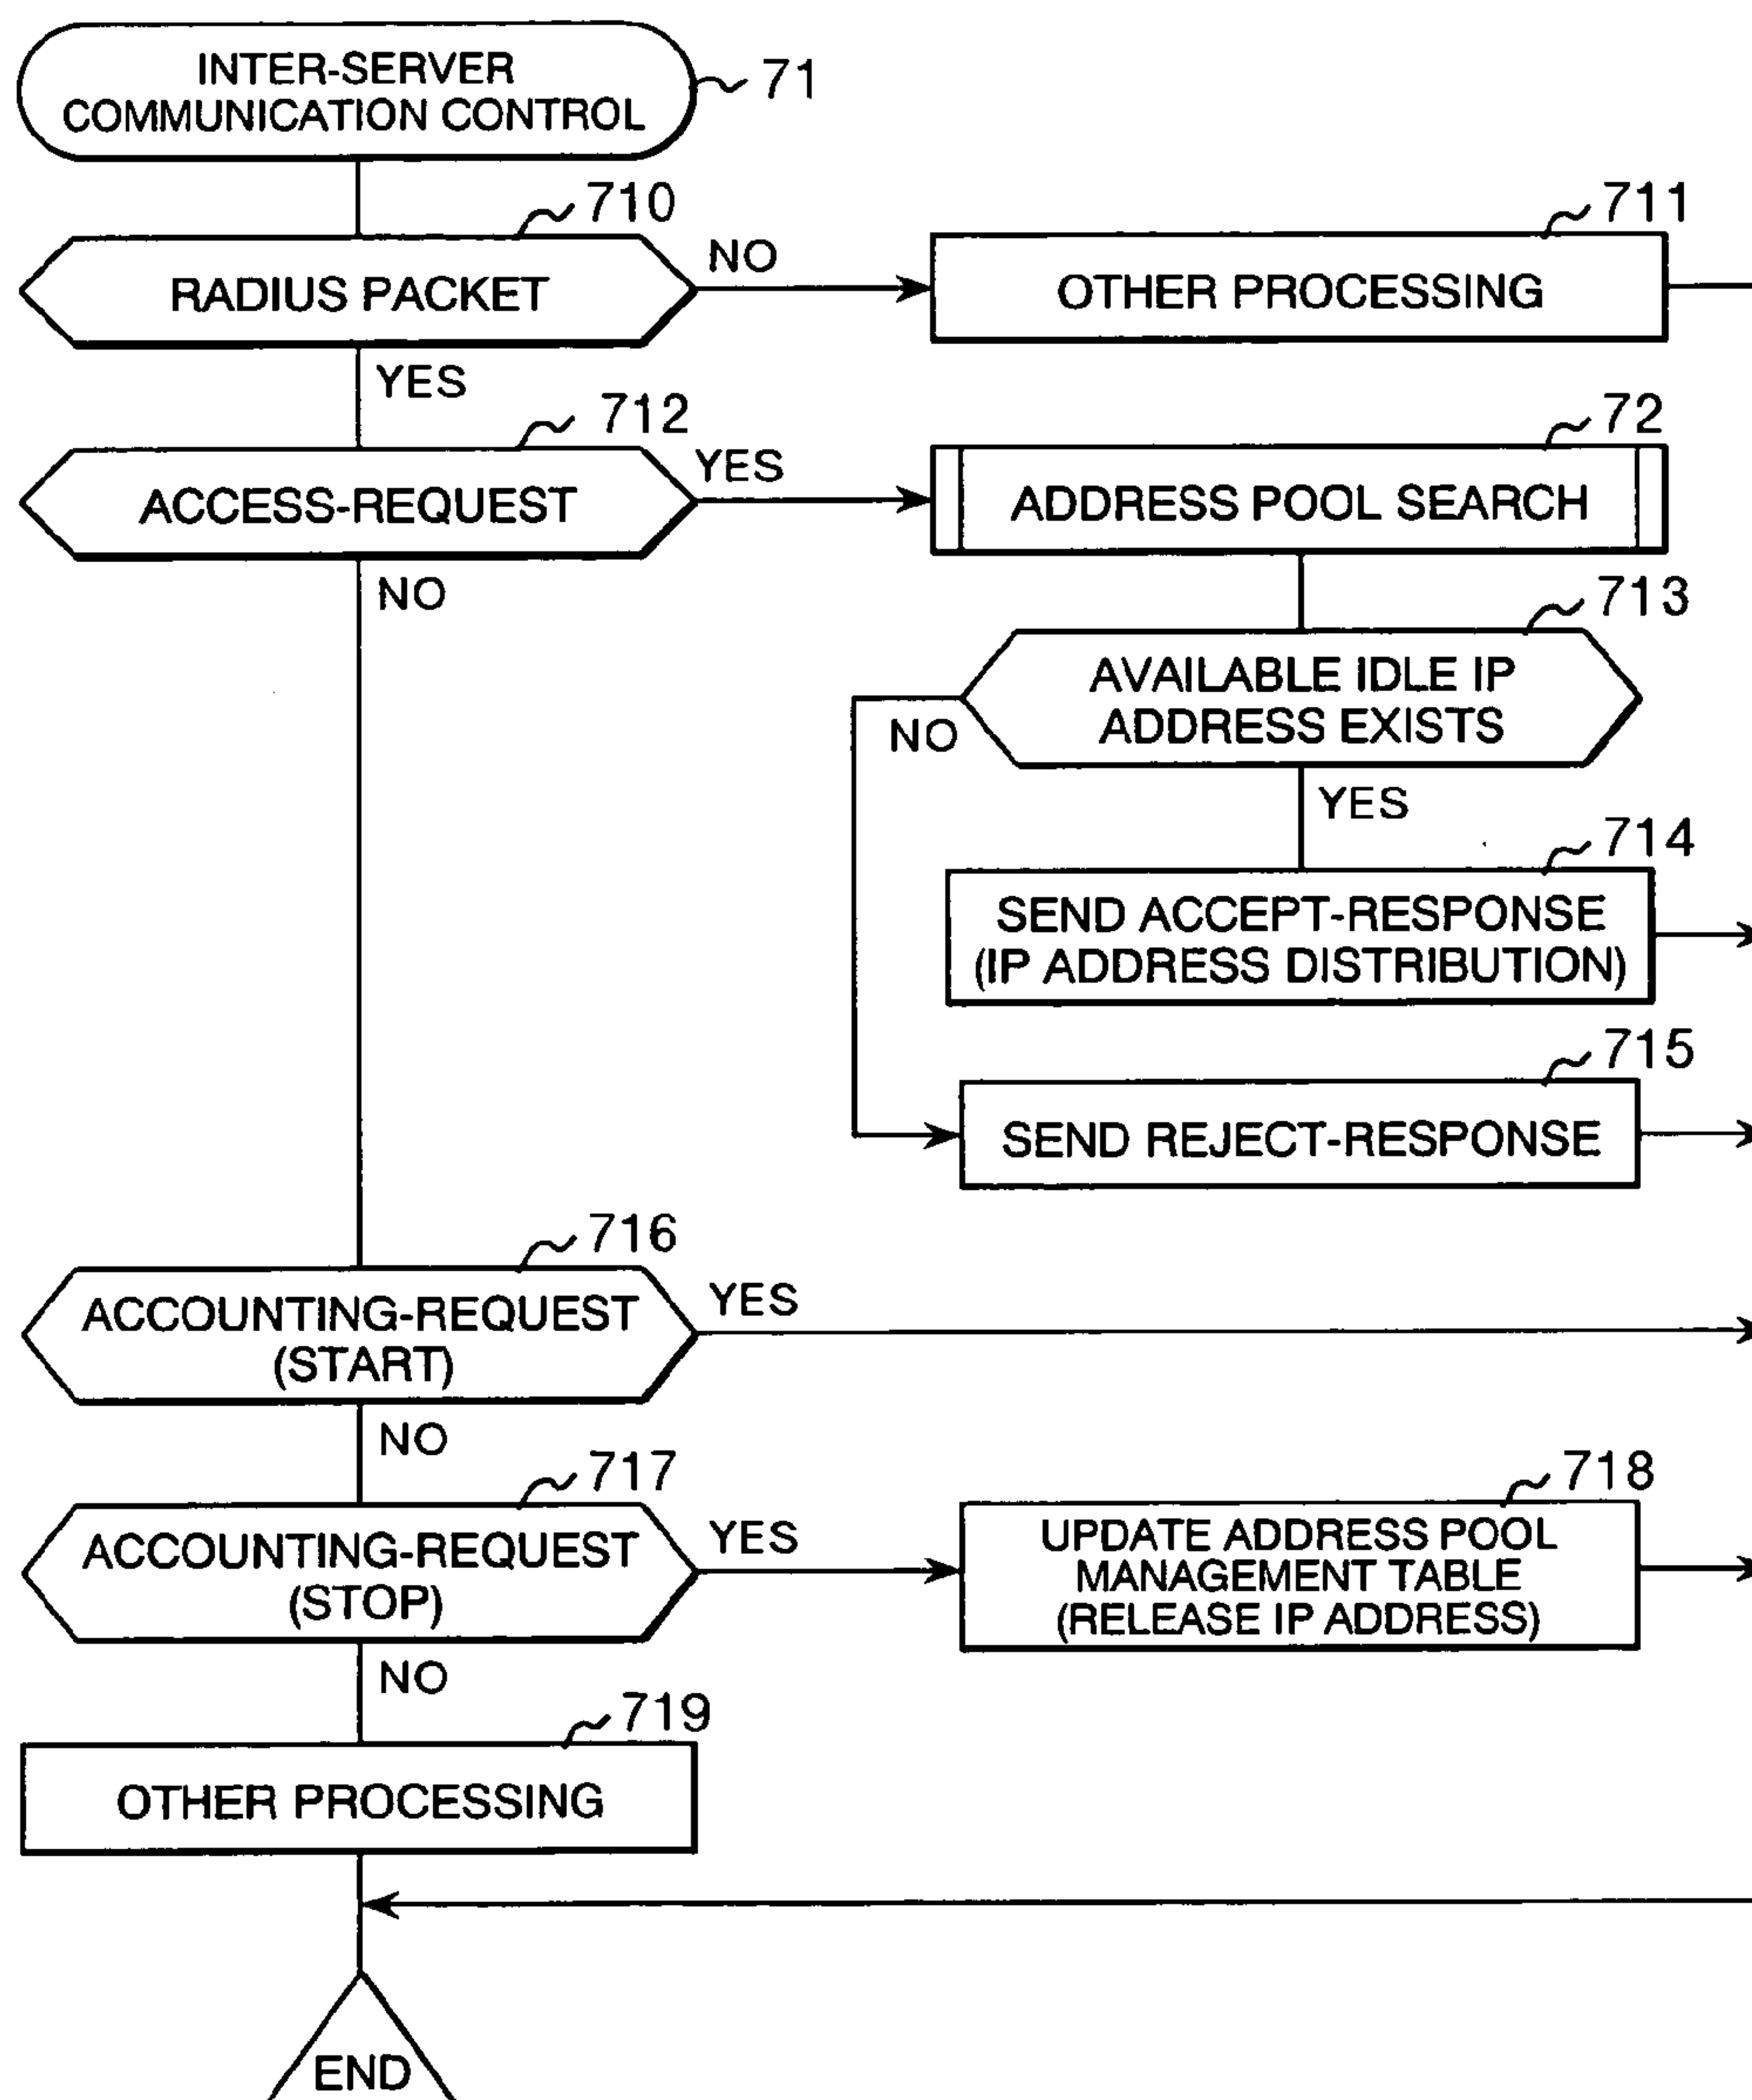 INTER-SERVER
COMMUNICATION CONTROL
71
710
RADIUS PACKET
NO
711
OTHER PROCESSING
YES
712
ACCESS-REQUEST
YES
72
ADDRESS POOL SEARCH
NO
713
AVAILABLE IDLE IP
ADDRESS EXISTS
NO
YES
714
SEND ACCEPT-RESPONSE
(IP ADDRESS DISTRIBUTION)
715
SEND REJECT-RESPONSE
716
ACCOUNTING-REQUEST
(START)
YES
NO
717
ACCOUNTING-REQUEST
(STOP)
YES
718
UPDATE ADDRESS POOL
MANAGEMENT TABLE
(RELEASE IP ADDRESS)
NO
719
OTHER PROCESSING
END